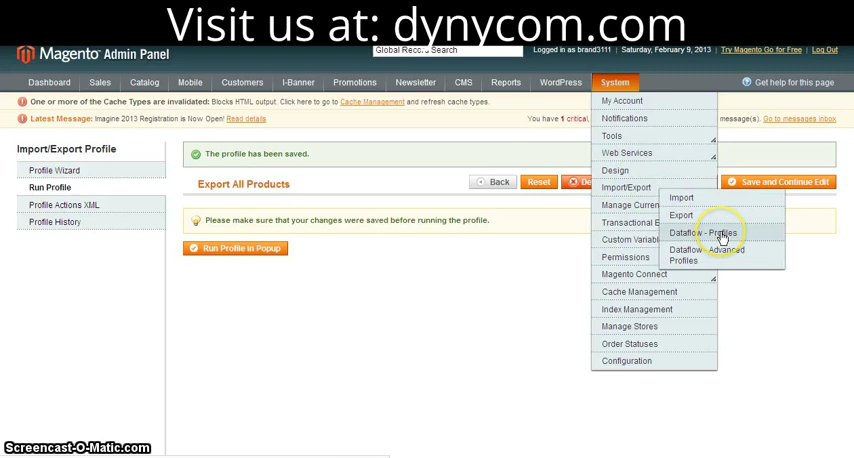 Visit us at: dynycom.com
Magento Admin Panel
Global Record Search
Logged in as brand3111 | Saturday, February 9, 2013 | Try Magento Go for Free | Log Out
Dashboard Sales Catalog Mobile Customers I-Banner Promotions Newsletter CMS Reports WordPress System Get help for this page
One or more of the Cache Types are invalidated: Blocks HTML output. Click here to go to Cache Management and refresh cache types.
Latest Message: Imagine 2013 Registration is Now Open! Read details
You have 1 critical, message(s). Go to messages inbox
Import/Export Profile
Profile Wizard
Run Profile
Profile Actions XML
Profile History
The profile has been saved.
Export All Products
Back Reset De Save and Continue Edit
Please make sure that your changes were saved before running the profile.
Run Profile in Popup
My Account
Notifications
Tools
Web Services
Design
Import/Export
Manage Curren
Transactional E
Custom Variabl
Permissions
Magento Connect
Cache Management
Index Management
Manage Stores
Order Statuses
Configuration
Import
Export
Dataflow - Profiles
Dataflow - Advanced
Profiles
Screencast-O-Matic.com